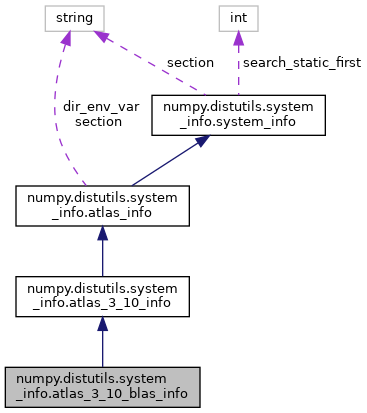 string
int
section
search_static_first
dir_env_var
section
numpy.distutils.system
_info.system_info
numpy.distutils.system
_info.atlas_info
numpy.distutils.system
_info.atlas_3_10_info
numpy.distutils.system
_info.atlas_3_10_blas_info